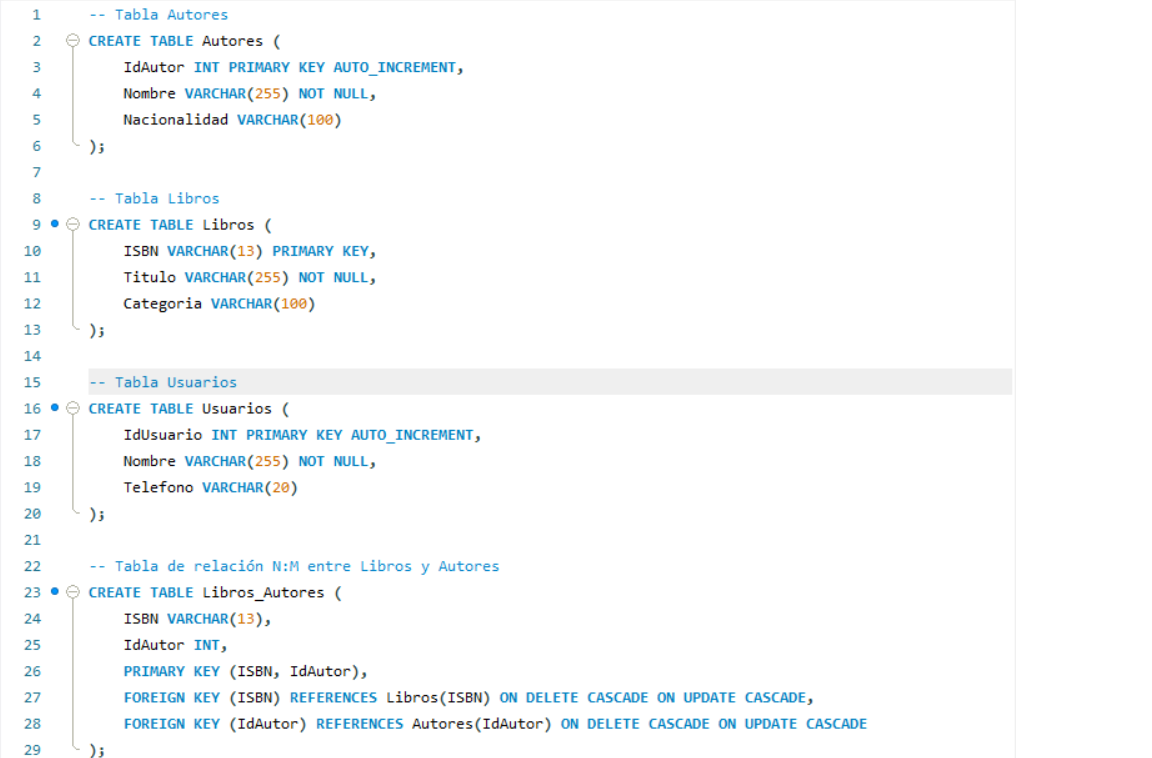 1 -- Tabla Autores
2 CREATE TABLE Autores (
3 IdAutor INT PRIMARY KEY AUTO_INCREMENT,
4 Nombre VARCHAR(255) NOT NULL,
5 Nacionalidad VARCHAR(100)
6 );
7
8 -- Tabla Libros
9 CREATE TABLE Libros (
10 ISBN VARCHAR(13) PRIMARY KEY,
11 Titulo VARCHAR(255) NOT NULL,
12 Categoria VARCHAR(100)
13 );
14
15 -- Tabla Usuarios
16 CREATE TABLE Usuarios (
17 IdUsuario INT PRIMARY KEY AUTO_INCREMENT,
18 Nombre VARCHAR(255) NOT NULL,
19 Telefono VARCHAR(20)
20 );
21
22 -- Tabla de relación N:M entre Libros y Autores
23 CREATE TABLE Libros_Autores (
24 ISBN VARCHAR(13),
25 IdAutor INT,
26 PRIMARY KEY (ISBN, IdAutor),
27 FOREIGN KEY (ISBN) REFERENCES Libros(ISBN) ON DELETE CASCADE ON UPDATE CASCADE,
28 FOREIGN KEY (IdAutor) REFERENCES Autores(IdAutor) ON DELETE CASCADE ON UPDATE CASCADE
29 );